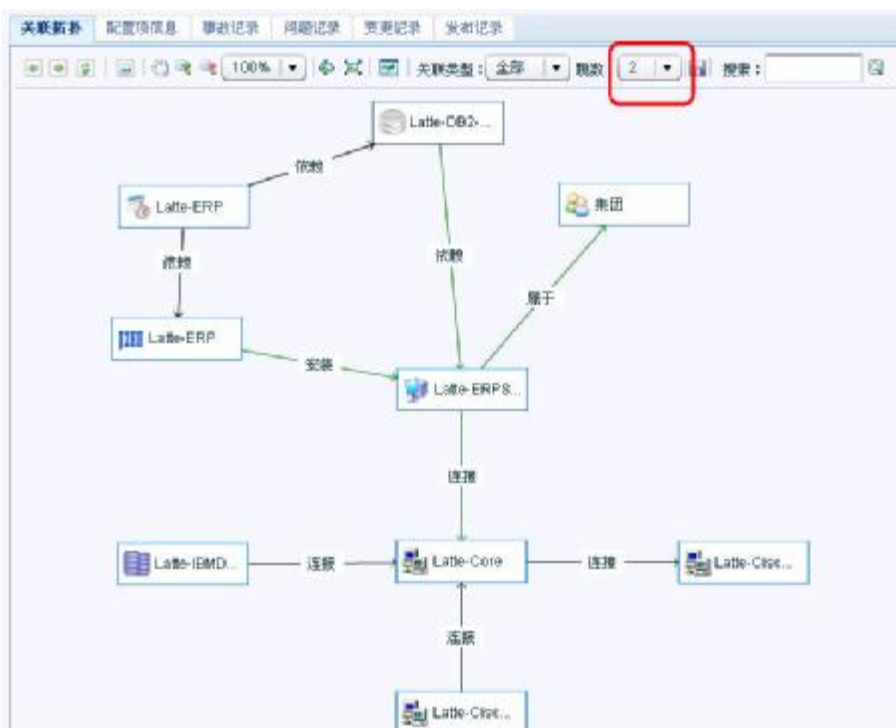 关联拓扑 配置项信息 事故记录 问题记录 变更记录 发布记录
100% 关联类型: 全部 跳数 2 搜索:
Latte-DB2-...
依赖
Latte-ERP
集团
依赖
依赖
属于
Latte-ERP
安装
Latte-ERPS...
连接
Latte-IBMD...
连接
Latte-Core
连接
Latte-Cisc...
连接
Latte-Cisc...